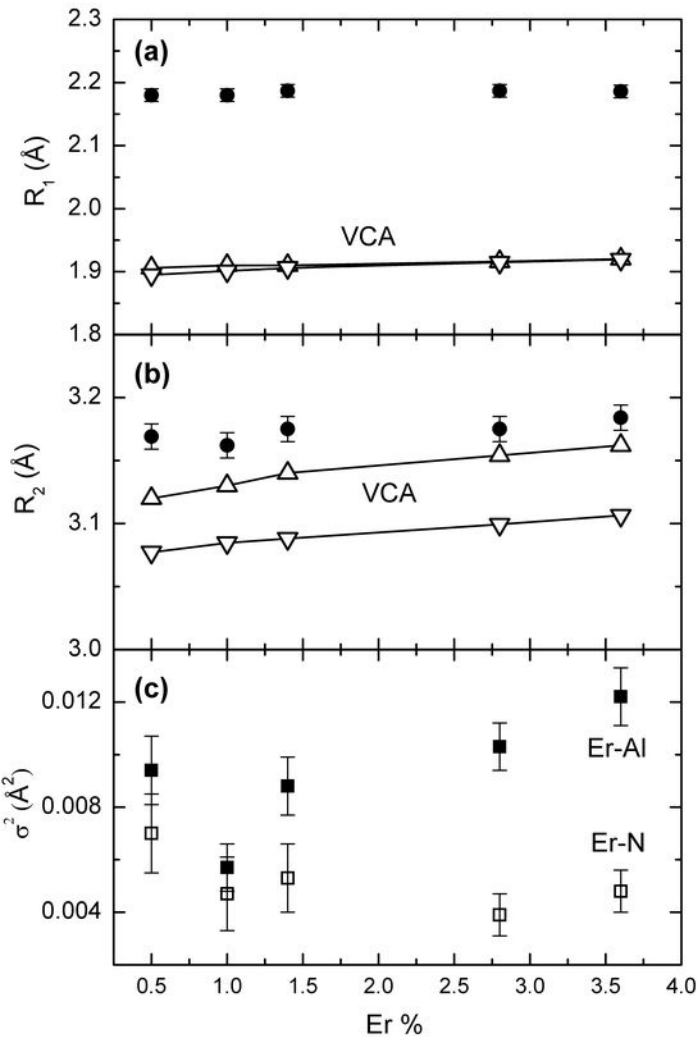 (a)
2.3
2.2
2.1
2.0
1.9
1.8
R₁ (Å)
VCA
(b)
3.2
3.1
3.0
R₂ (Å)
VCA
(c)
0.012
0.008
0.004
σ² (Å²)
Er-Al
Er-N
0.5 1.0 1.5 2.0 2.5 3.0 3.5 4.0
Er %